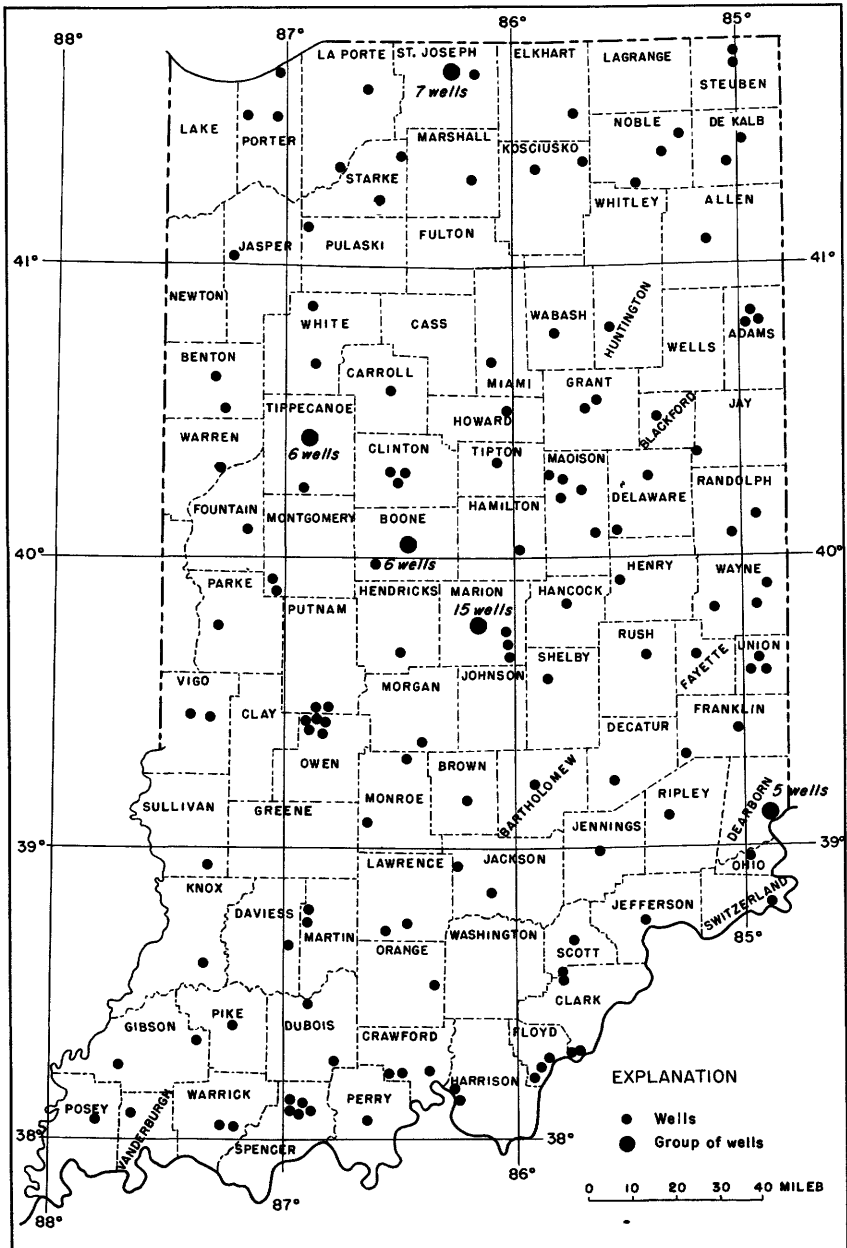 88°
87°
86°
85°
LA PORTE
ST. JOSEPH
ELKHART
LAGRANGE
STEUBEN
7 wells
LAKE
PORTER
MARSHALL
NOBLE
DE KALB
STARKE
KOSCIUSKO
WHITLEY
ALLEN
JASPER
PULASKI
FULTON
41°
41°
NEWTON
WHITE
CASS
WABASH
HUNTINGTON
ADAMS
WELLS
BENTON
CARROLL
MIAMI
GRANT
TIPPECANOE
HOWARD
BLACKFORD
JAY
WARREN
6 wells
CLINTON
TIPTON
MADISON
DELAWARE
RANDOLPH
FOUNTAIN
MONTGOMERY
BOONE
HAMILTON
40°
6 wells
40°
PARKE
PUTNAM
HENDRICKS
MARION
HANCOCK
HENRY
WAYNE
15 wells
RUSH
FAYETTE
UNION
VIGO
CLAY
MORGAN
JOHNSON
SHELBY
FRANKLIN
OWEN
DECATUR
BROWN
BARTHOLOMEW
RIPLEY
DEARBORN
5 wells
SULLIVAN
GREENE
MONROE
JENNINGS
39°
39°
OHIO
KNOX
LAWRENCE
JACKSON
SWITZERLAND
DAVIESS
MARTIN
WASHINGTON
JEFFERSON
85°
ORANGE
SCOTT
CLARK
GIBSON
PIKE
DUBOIS
CRAWFORD
FLOYD
HARRISON
EXPLANATION
POSEY
VANDERBURGH
WARRICK
PERRY
Wells
38°
SPENCER
38°
Group of wells
86°
87°
88°
0 10 20 30 40 MILEB